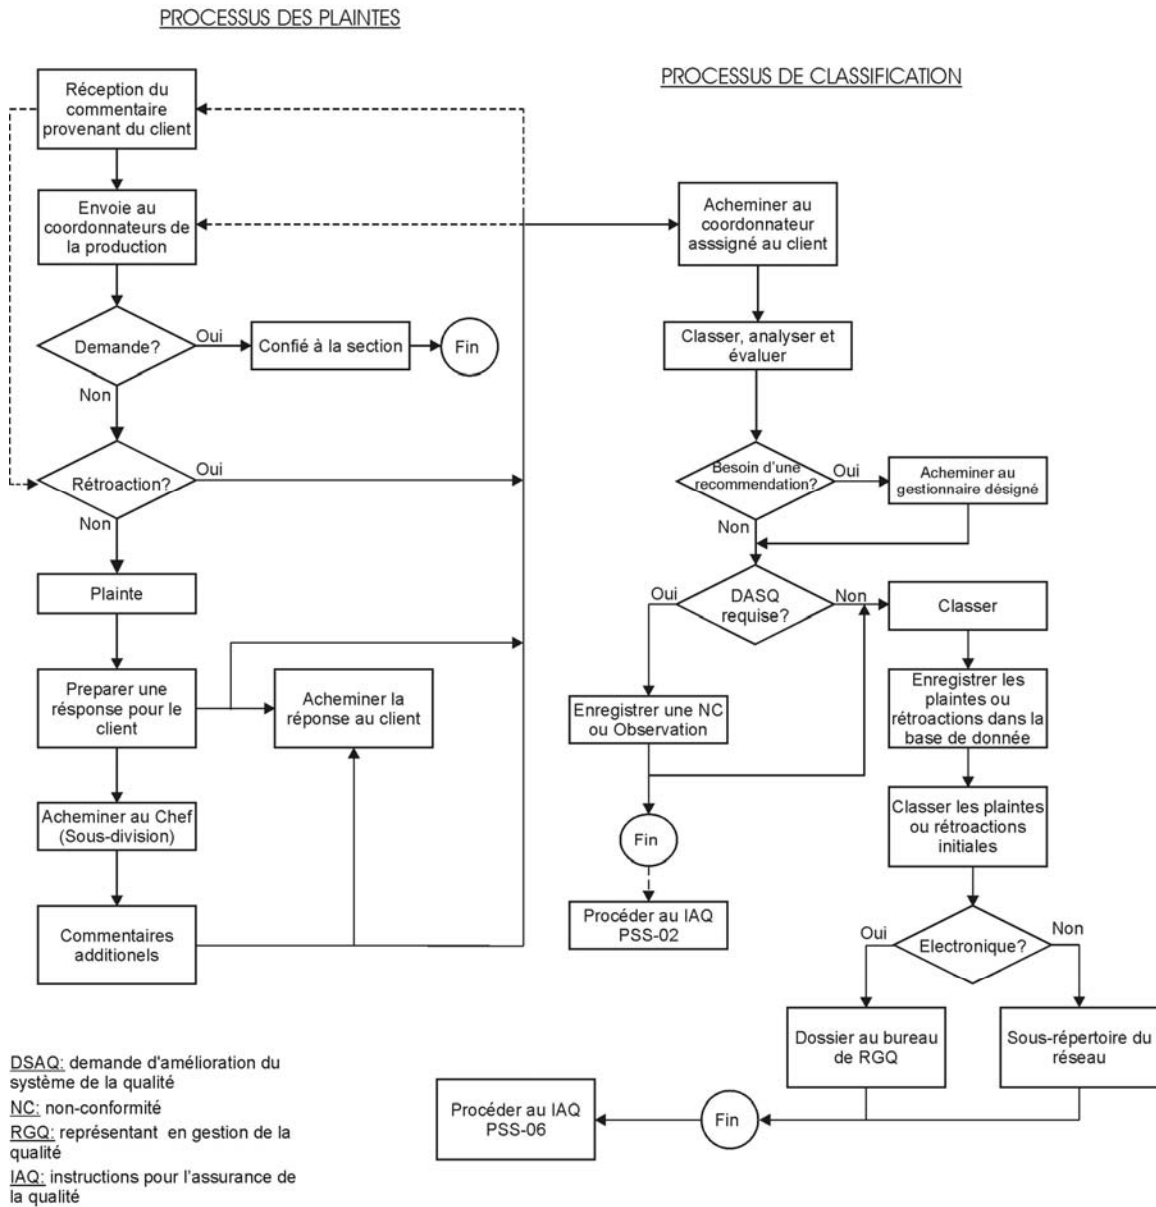 PROCESSUS DES PLAINTES
Réception du
commentaire
provenant du client
Envoie au
coordonnateurs de
la production
Demande?
Oui
Confié à la section
Fin
Non
Rétroaction?
Oui
Non
Plainte
Preparer une
résponse pour le
client
Acheminer la
réponse au client
Acheminer au Chef
(Sous-division)
Commentaires
additionels
PROCESSUS DE CLASSIFICATION
Acheminer au
coordonnateur
asssigné au client
Classer, analyser et
évaluer
Besoin d'une
recommendation?
Oui
Acheminer au
gestionnaire désigné
Non
DASQ
requise?
Oui
Non
Classer
Enregistrer une NC
ou Observation
Fin
Procéder au IAQ
PSS-02
Enregistrer les
plaintes ou
rétroactions dans la
base de donnée
Classer les plaintes
ou rétroactions
initiales
Electronique?
Oui
Non
Dossier au bureau
de RGQ
Sous-répertoire du
réseau
Fin
Procéder au IAQ
PSS-06
DSAQ: demande d'amélioration du
système de la qualité
NC: non-conformité
RGQ: représentant en gestion de la
qualité
IAQ: instructions pour l'assurance de
la qualité